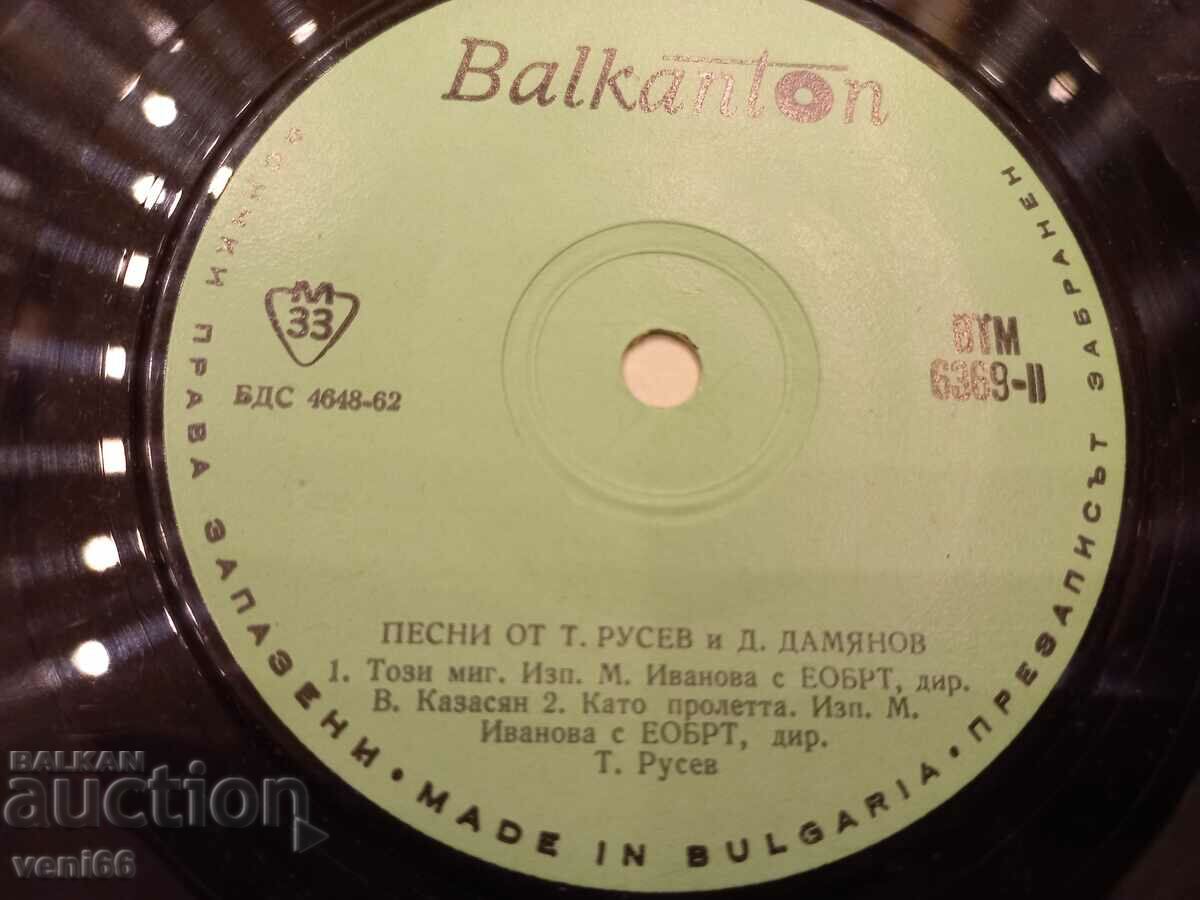 Balkanton
ВСИЧКИ ПРАВА ЗАПАЗЕНИ • MADE IN BULGARIA • ПРЕЗАПИСЪТ ЗАБРАНЕН
М
33
БДС 4648-62
ВТМ
6369-II
ПЕСНИ ОТ Т. РУСЕВ и Д. ДАМЯНОВ
1. Този миг. Изп. М. Иванова с ЕОБРТ, дир.
В. Казасян 2. Като пролетта. Изп. М.
Иванова с ЕОБРТ, дир.
Т. Русев
BALKAN
auction
veni66